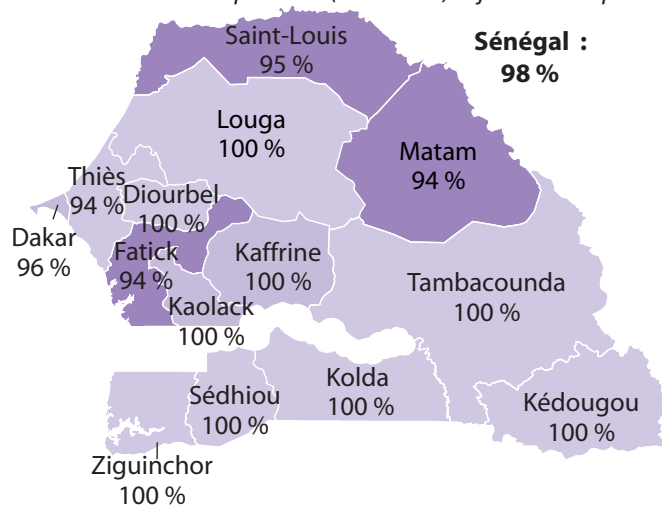 Saint-Louis
95 %
Sénégal :
98 %
Louga
100 %
Matam
94 %
Thiès
94 %
Diourbel
100 %
Dakar
96 %
Fatick
94 %
Kaffrine
100 %
Tambacounda
100 %
Kaolack
100 %
Kolda
100 %
Sédhiou
100 %
Kédougou
100 %
Ziguinchor
100 %